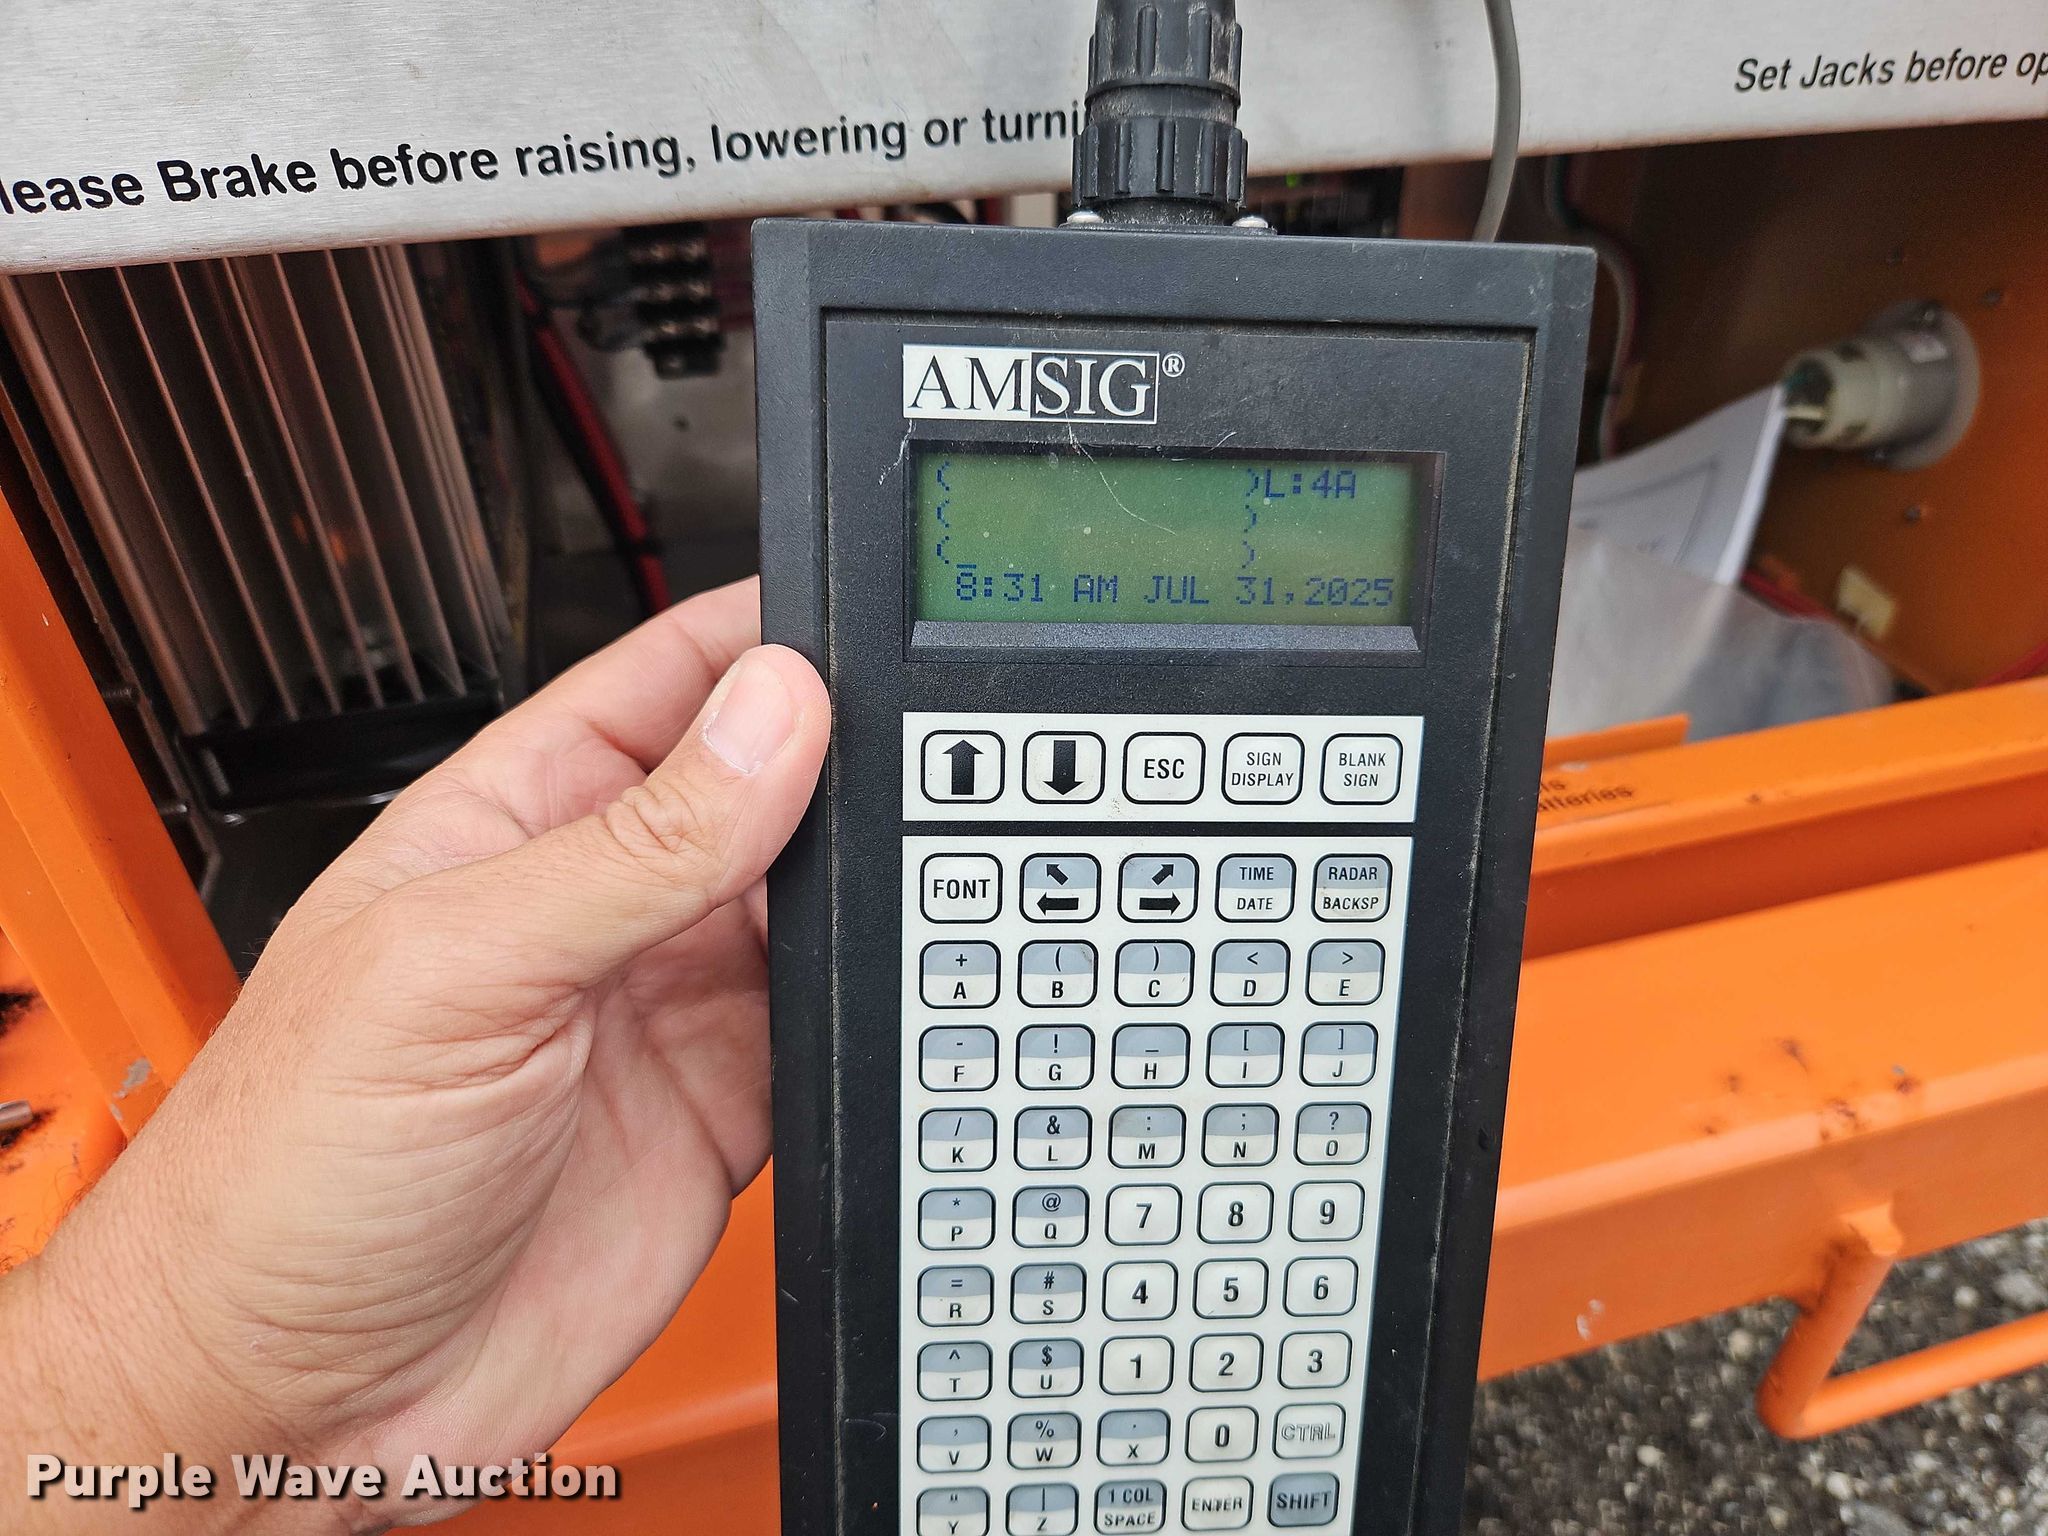 Set Jacks before op
lease Brake before raising, lowering or turni
AMSIG®
( )L:4A
( )
( )
8:31 AM JUL 31,2025
ESC
SIGN DISPLAY
BLANK SIGN
FONT
TIME DATE
RADAR BACKSP
+ A
( B
) C
< D
> E
- F
! G
_ H
[ I
] J
/ K
& L
: M
; N
? O
* P
@ Q
7
8
9
= R
# S
4
5
6
^ T
$ U
1
2
3
, V
% W
. X
0
CTRL
" Y
| Z
1 COL SPACE
ENTER
SHIFT
Purple Wave Auction